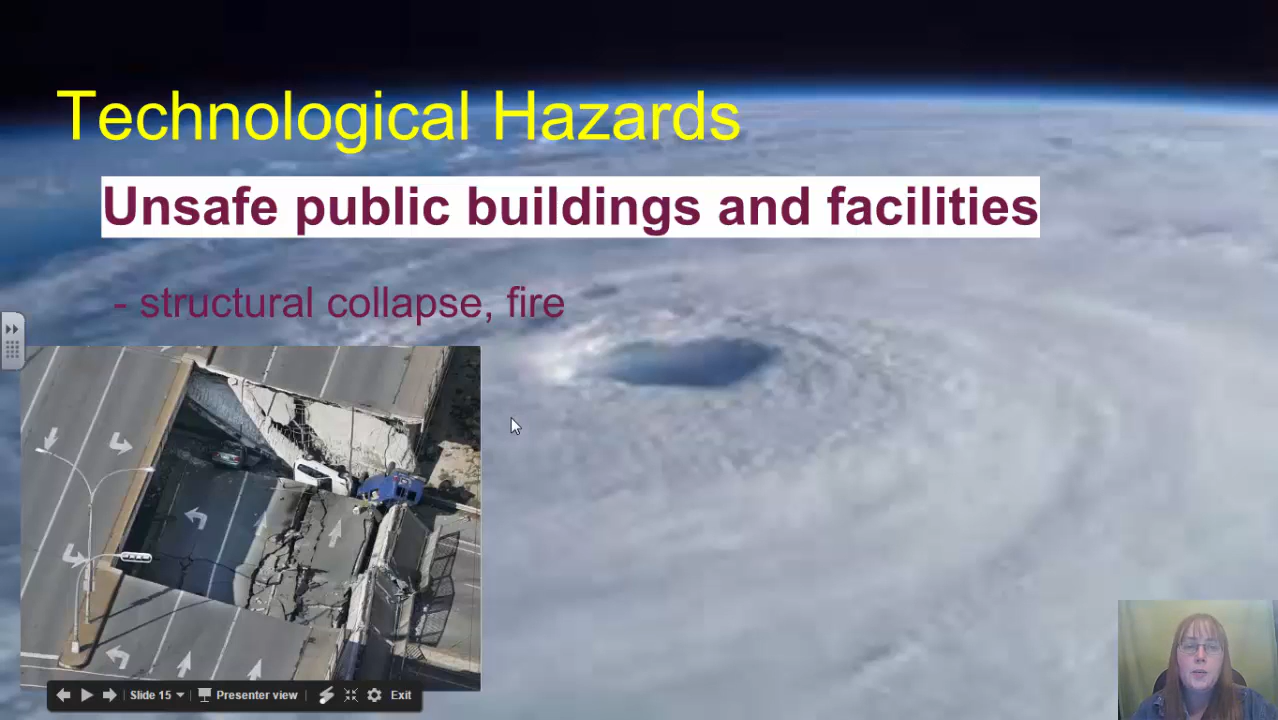 Technological Hazards
Unsafe public buildings and facilities
- structural collapse, fire
Slide 15
Presenter view
Exit